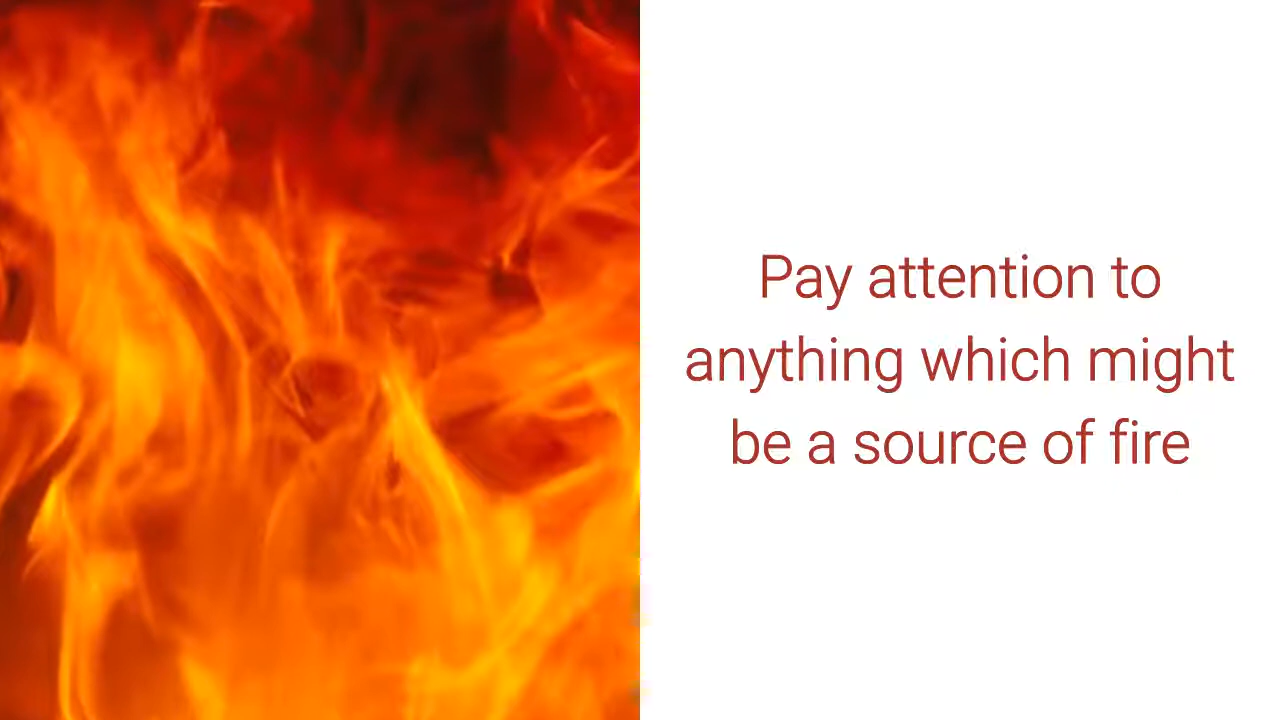 Pay attention to
anything which might
be a source of fire